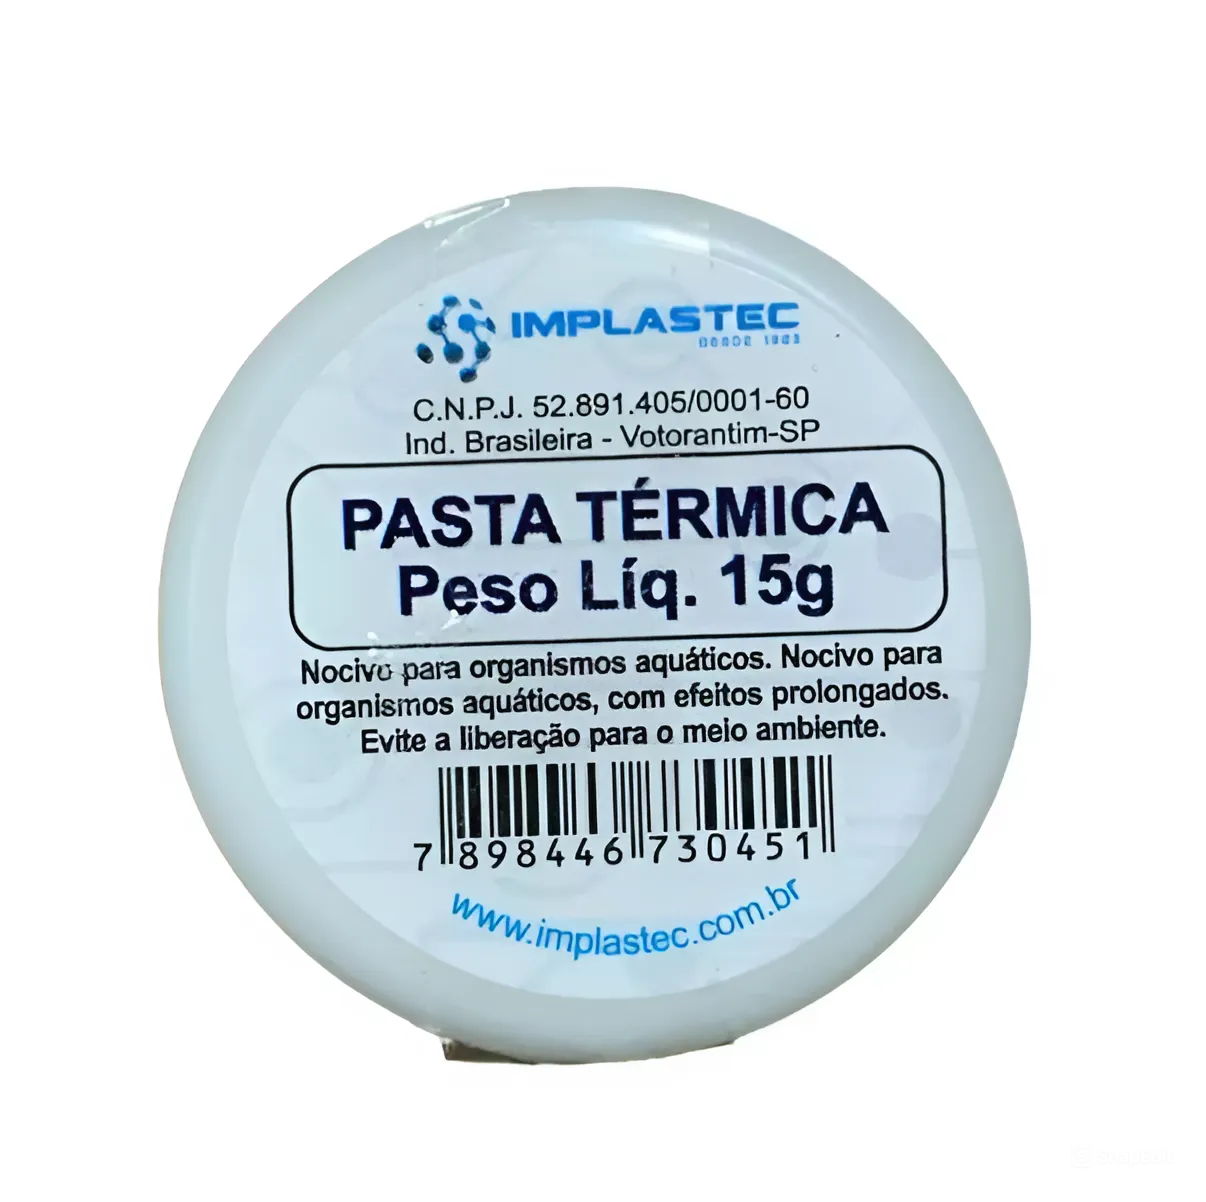 IMPLASTEC
DESDE 1983
C.N.P.J. 52.891.405/0001-60
Ind. Brasileira - Votorantim-SP
PASTA TÉRMICA
Peso Líq. 15g
Nocivo para organismos aquáticos. Nocivo para
organismos aquáticos, com efeitos prolongados.
Evite a liberação para o meio ambiente.
7 898446 730451
www.implastec.com.br